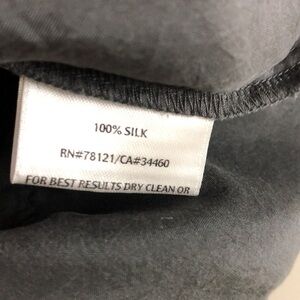 100% SILK
RN#78121/CA#34460
FOR BEST RESULTS DRY CLEAN OR